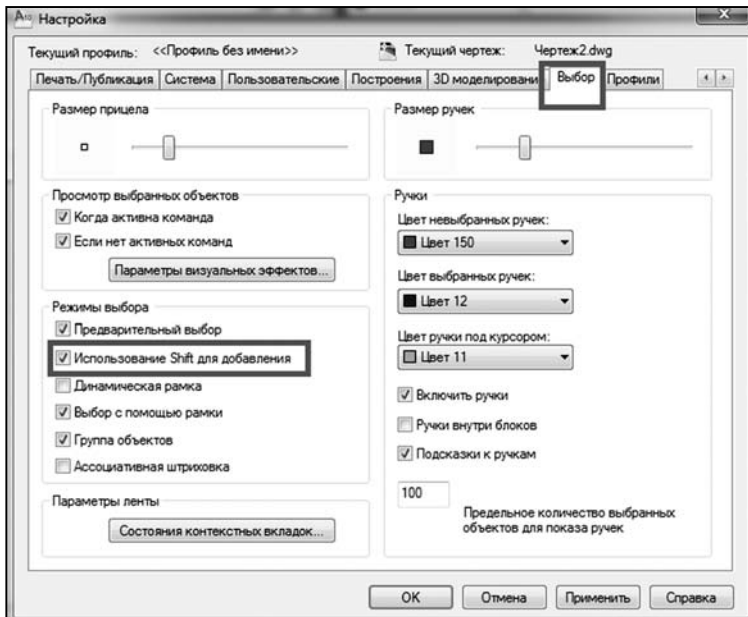 Настройка
Текущий профиль: <<Профиль без имени>> Текущий чертеж: Чертеж2.dwg
Печать/Публикация Система Пользовательские Построения 3D моделировани Выбор Профили
Размер прицела
Просмотр выбранных объектов
Когда активна команда
Если нет активных команд
Параметры визуальных эффектов...
Режимы выбора
Предварительный выбор
Использование Shift для добавления
Динамическая рамка
Выбор с помощью рамки
Группа объектов
Ассоциативная штриховка
Параметры ленты
Состояния контекстных вкладок...
Размер ручек
Ручки
Цвет невыбранных ручек:
Цвет 150
Цвет выбранных ручек:
Цвет 12
Цвет ручки под курсором:
Цвет 11
Включить ручки
Ручки внутри блоков
Подсказки к ручкам
100
Предельное количество выбранных
объектов для показа ручек
OK Отмена Применить Справка